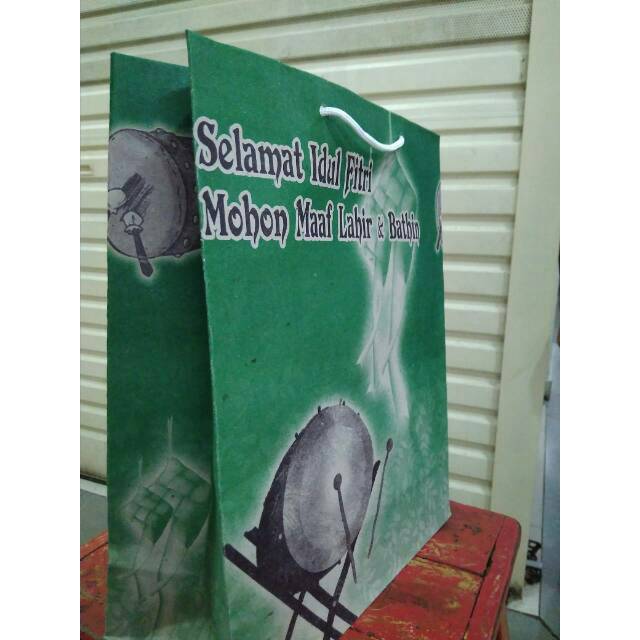 Selamat Idul Fitri
Mohon Maaf Lahir & Bathin